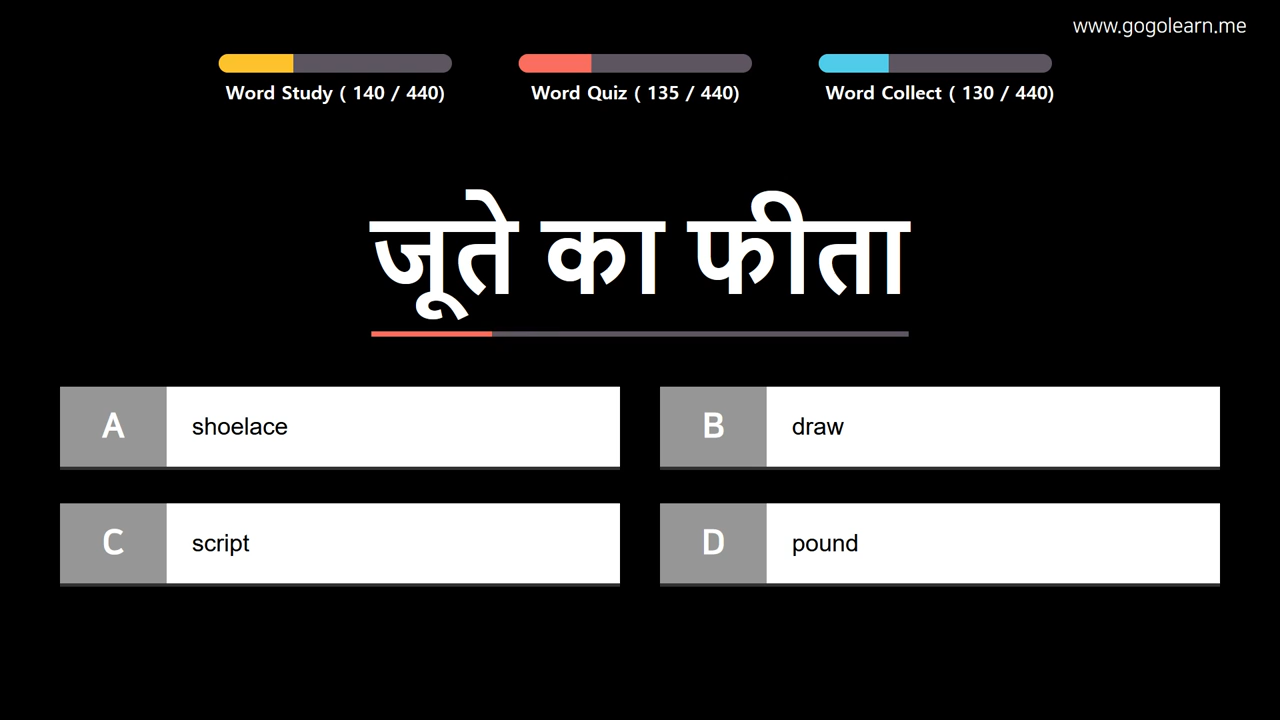 www.gogolearn.me
Word Study ( 140 / 440)
Word Quiz ( 135 / 440)
Word Collect ( 130 / 440)
जूते का फीता
A shoelace
B draw
C script
D pound